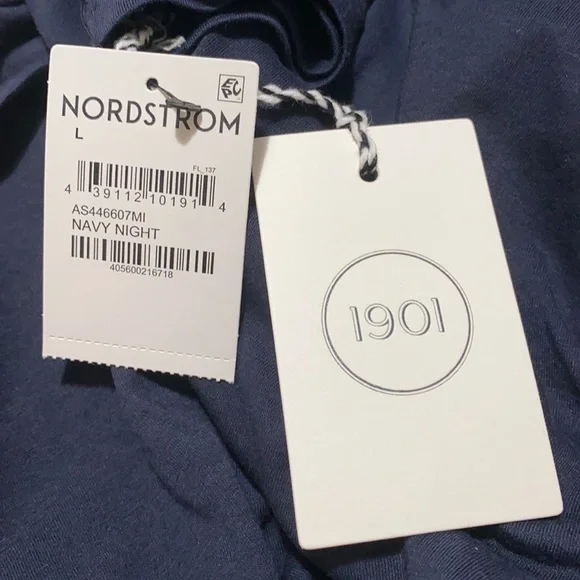 NORDSTROM
L
FL_137
4 39112 10191 4
AS446607MI
NAVY NIGHT
405600216718
1901